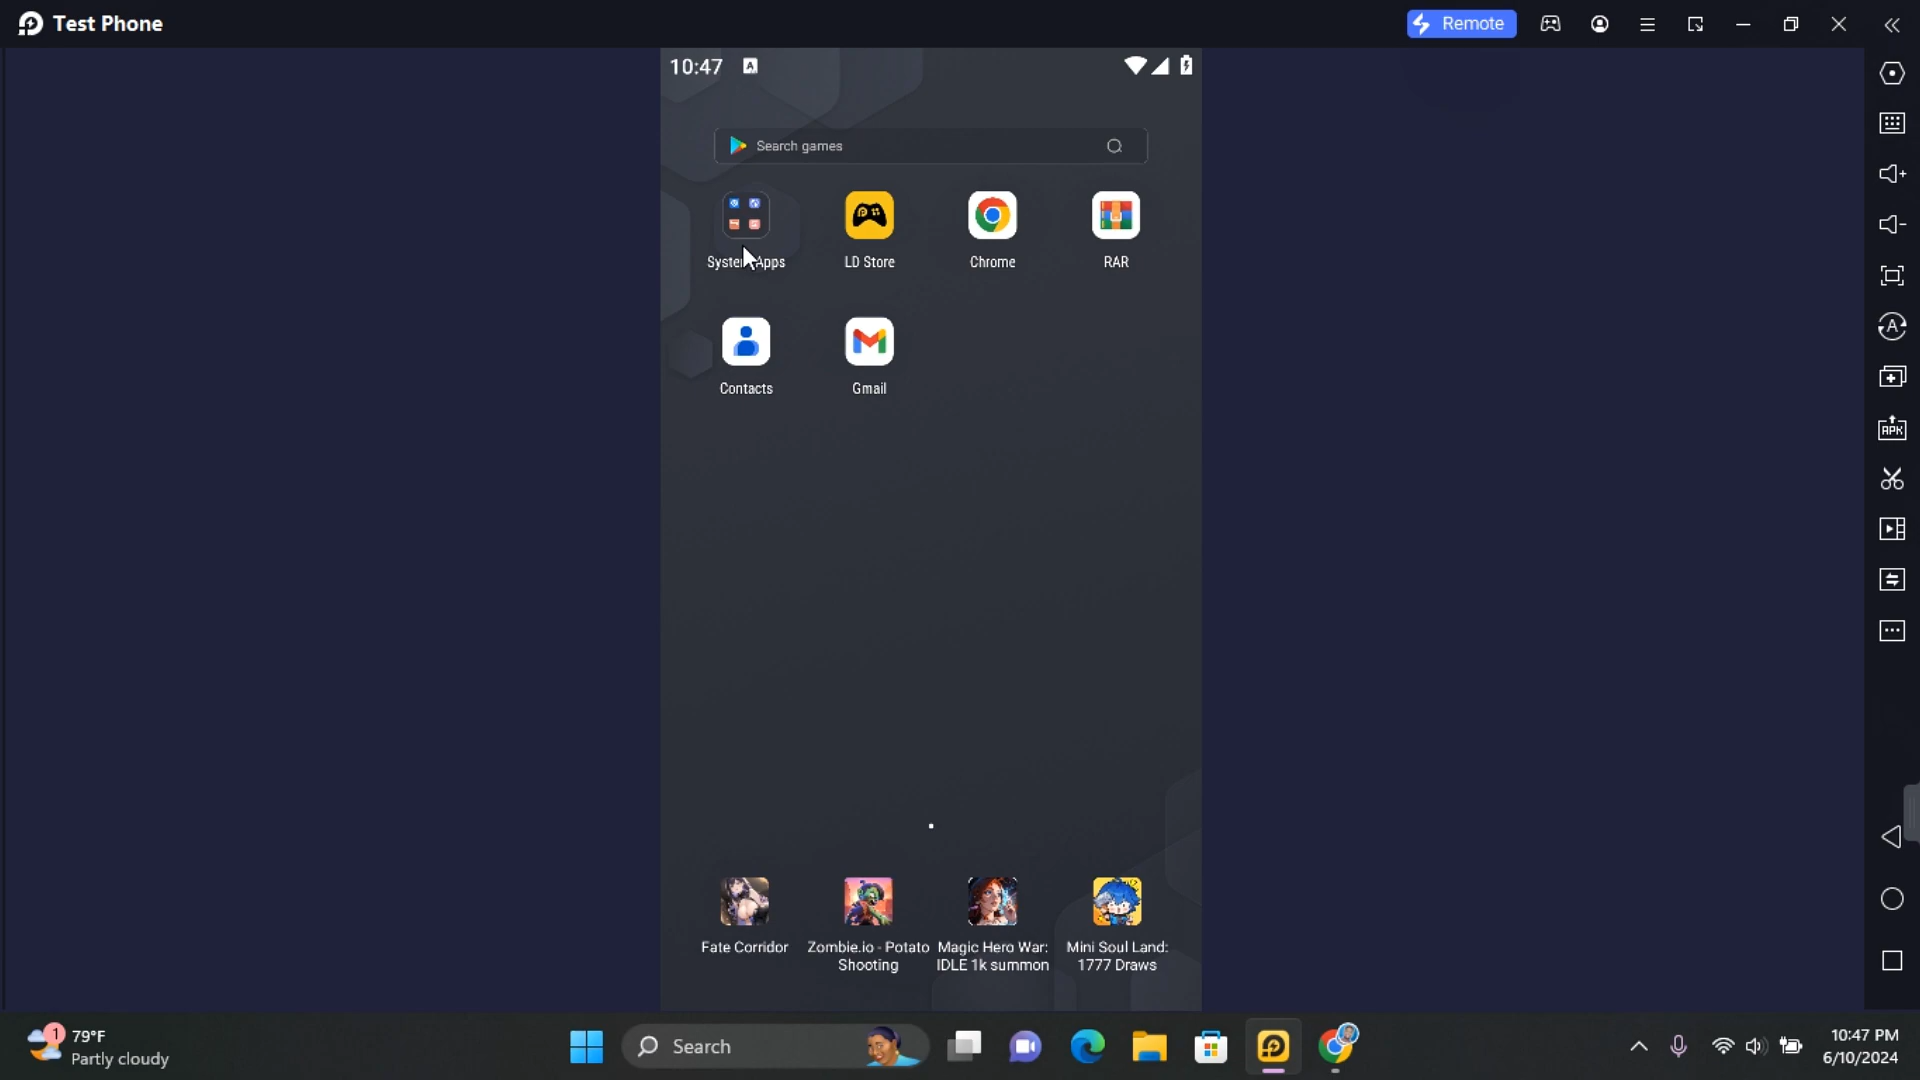 Test Phone
Remote
10:47
Search games
System Apps
LD Store
Chrome
RAR
Contacts
Gmail
APK
Fate Corridor
Zombie.io - Potato
Shooting
Magic Hero War:
IDLE 1k summon
Mini Soul Land:
1777 Draws
1
79°F
Partly cloudy
Search
10:47 PM
6/10/2024